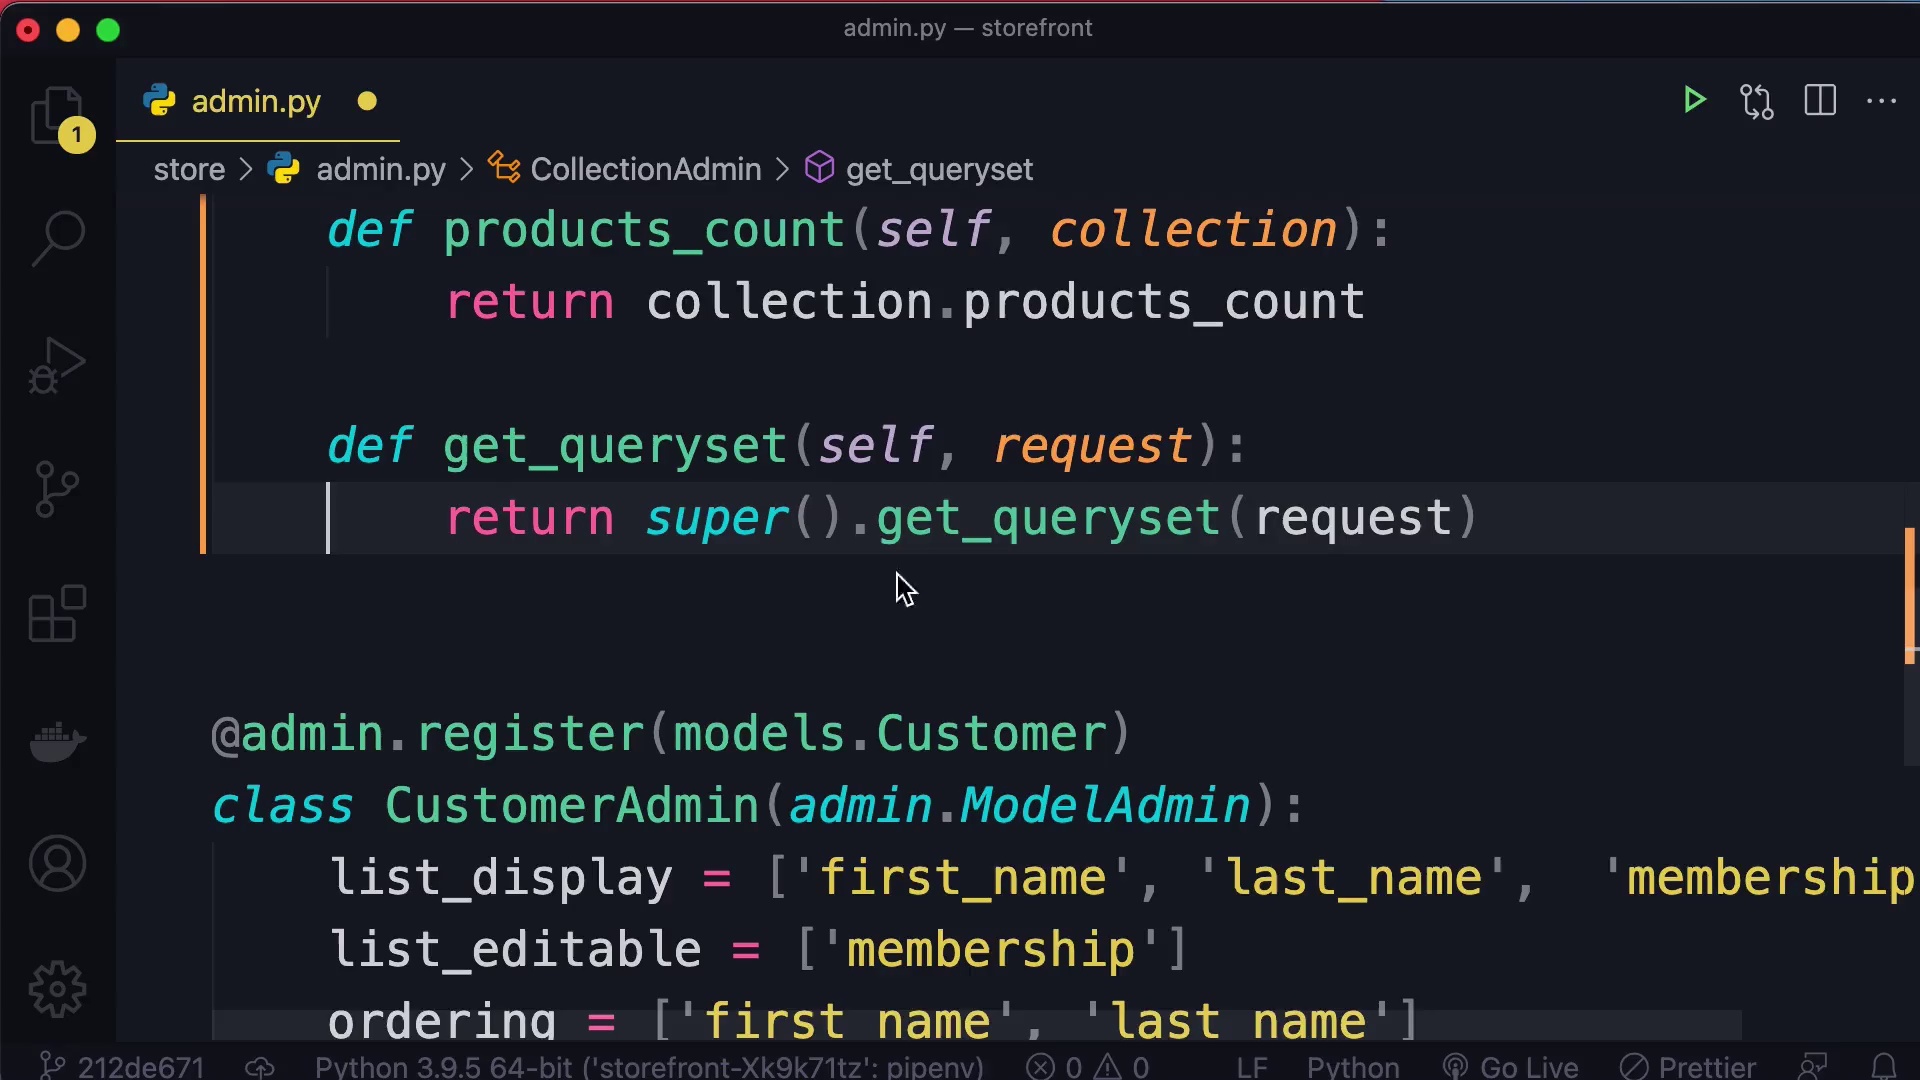 admin.py — storefront
admin.py
1
store > admin.py > CollectionAdmin > get_queryset
def products_count(self, collection):
return collection.products_count
def get_queryset(self, request):
return super().get_queryset(request)
@admin.register(models.Customer)
class CustomerAdmin(admin.ModelAdmin):
list_display = ['first_name', 'last_name',  'membership
list_editable = ['membership']
ordering = ['first_name', 'last_name']
212de671 Python 3.9.5 64-bit ('storefront-Xk9k71tz': pipenv) 0 0 LF Python Go Live Prettier